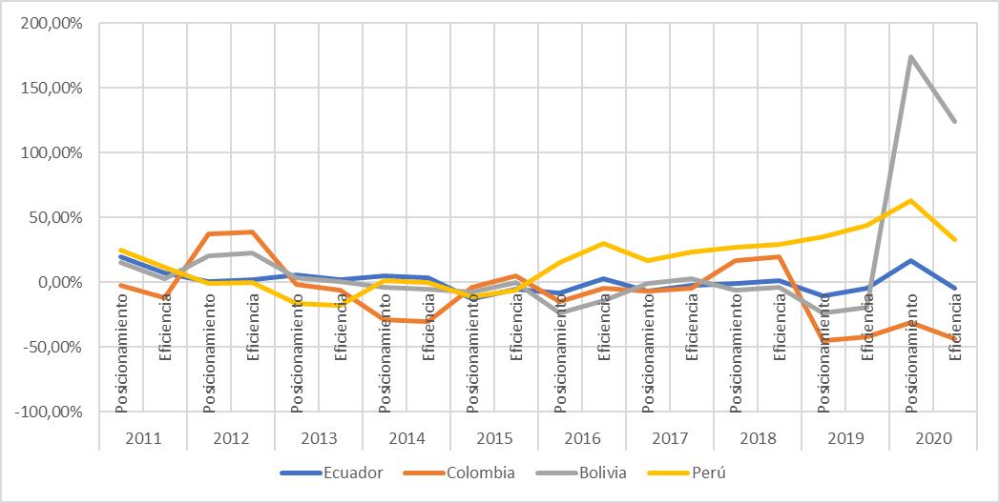 200,00%
150,00%
100,00%
50,00%
0,00%
-50,00%
-100,00%
Posicionamiento
Eficiencia
Posicionamiento
Eficiencia
Posicionamiento
Eficiencia
Posicionamiento
Eficiencia
Posicionamiento
Eficiencia
Posicionamiento
Eficiencia
Posicionamiento
Eficiencia
Posicionamiento
Eficiencia
Posicionamiento
Eficiencia
Posicionamiento
Eficiencia
2011 2012 2013 2014 2015 2016 2017 2018 2019 2020
Ecuador Colombia Bolivia Perú